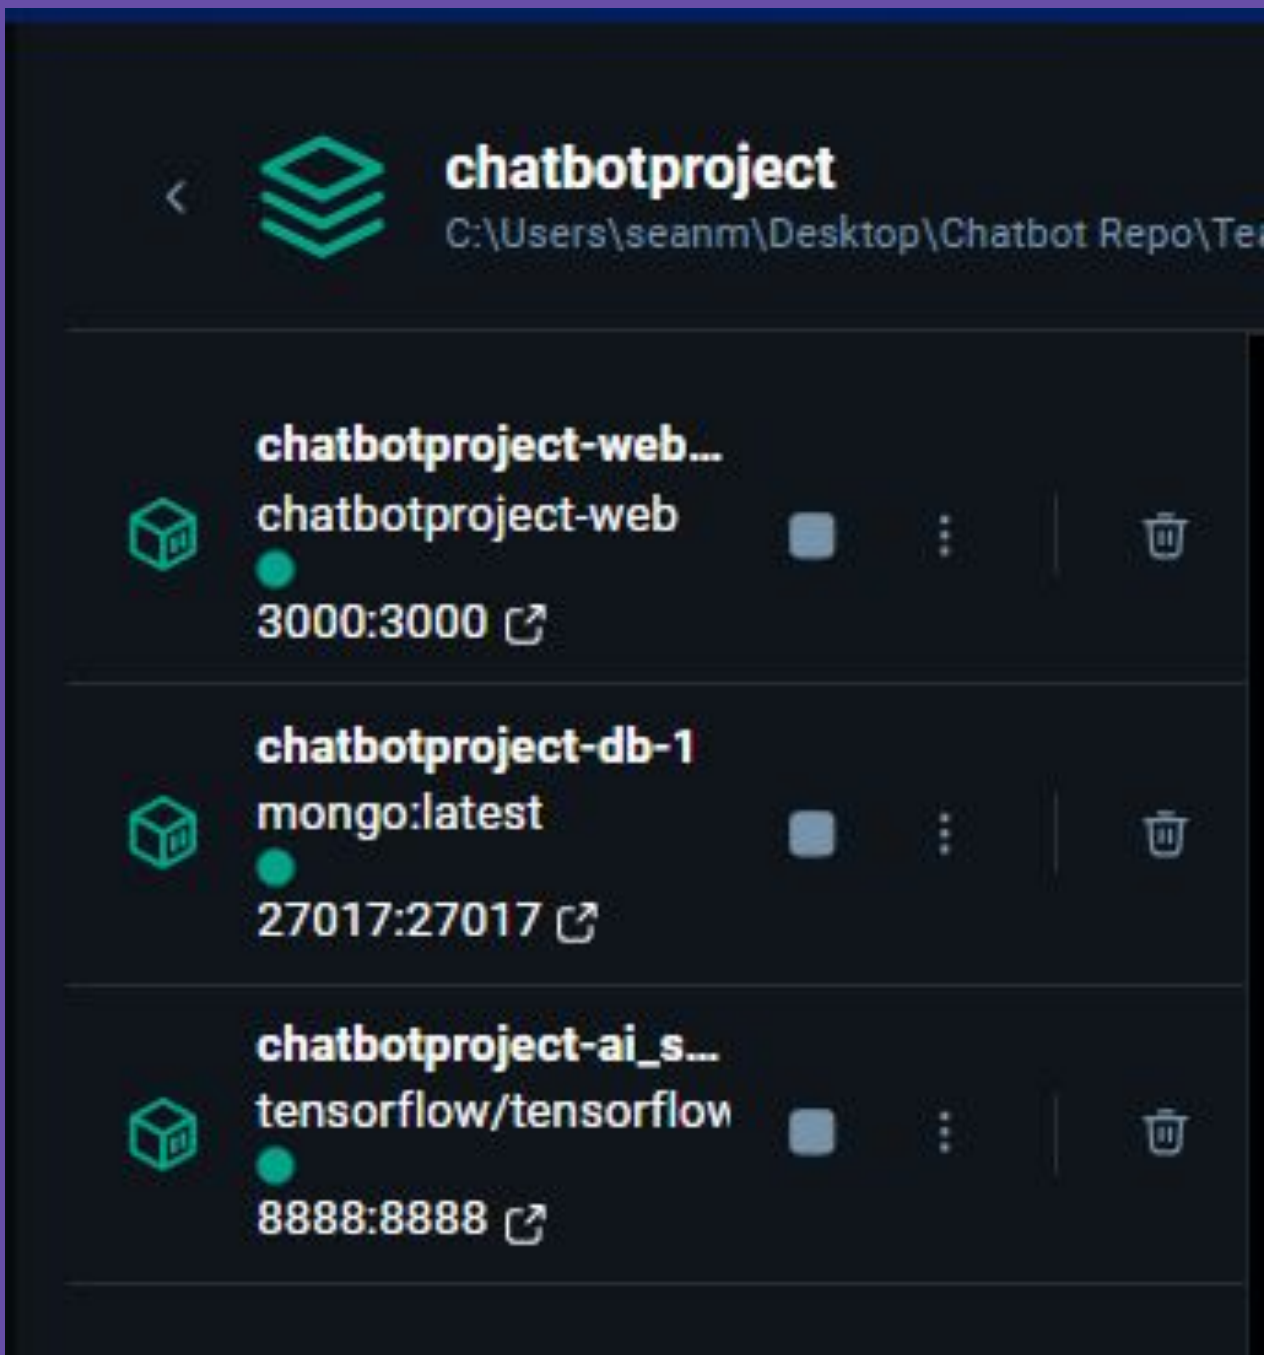 chatbotproject
C:\Users\seanm\Desktop\Chatbot Repo\Tea
chatbotproject-web...
chatbotproject-web
3000:3000
chatbotproject-db-1
mongo:latest
27017:27017
chatbotproject-ai_s...
tensorflow/tensorflow
8888:8888